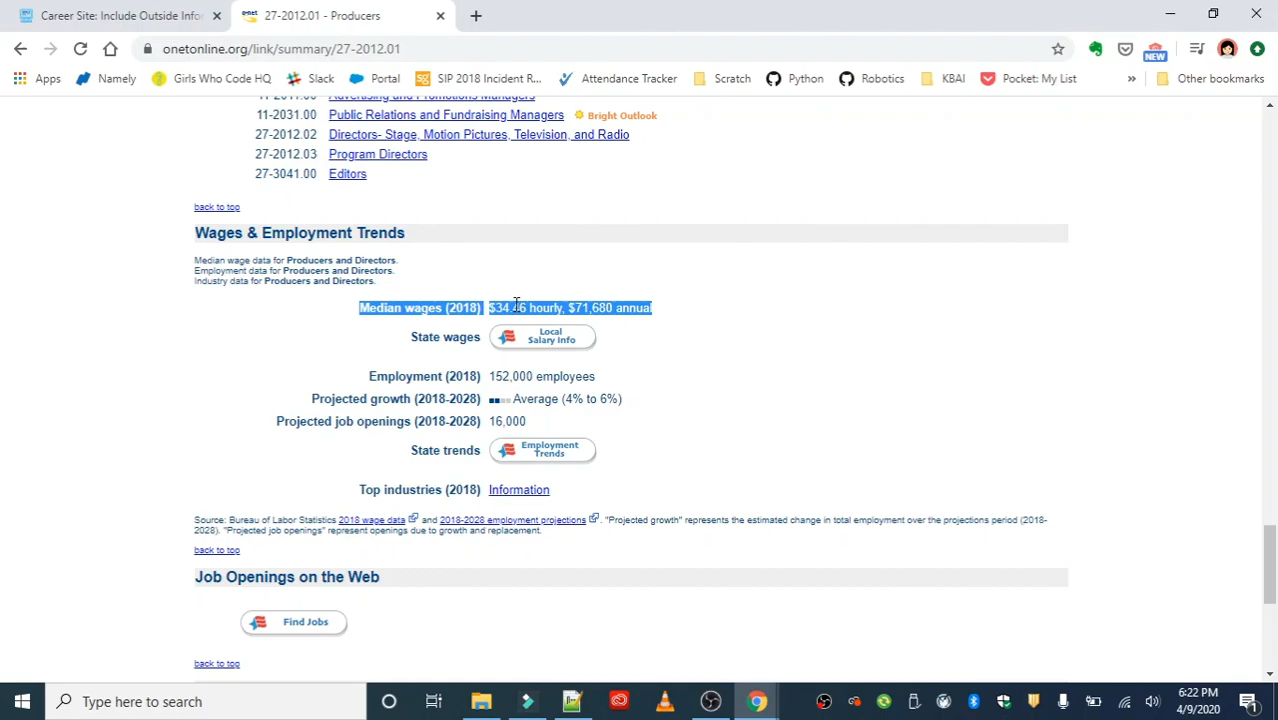 Career Site: Include Outside Infor
27-2012.01 - Producers
onetonline.org/link/summary/27-2012.01
NEW
Apps
Namely
Girls Who Code HQ
Slack
Portal
SIP 2018 Incident R...
Attendance Tracker
Scratch
Python
Robotics
KBAI
Pocket: My List
Other bookmarks
11-2011.00 Advertising and Promotions Managers
11-2031.00 Public Relations and Fundraising Managers Bright Outlook
27-2012.02 Directors- Stage, Motion Pictures, Television, and Radio
27-2012.03 Program Directors
27-3041.00 Editors
back to top
Wages & Employment Trends
Median wage data for Producers and Directors.
Employment data for Producers and Directors.
Industry data for Producers and Directors.
Median wages (2018) $34.46 hourly, $71,680 annual
State wages Local Salary Info
Employment (2018) 152,000 employees
Projected growth (2018-2028) Average (4% to 6%)
Projected job openings (2018-2028) 16,000
State trends Employment Trends
Top industries (2018) Information
Source: Bureau of Labor Statistics 2018 wage data and 2018-2028 employment projections. "Projected growth" represents the estimated change in total employment over the projections period (2018-
2028). "Projected job openings" represent openings due to growth and replacement.
back to top
Job Openings on the Web
Find Jobs
back to top
Type here to search
6:22 PM
4/9/2020